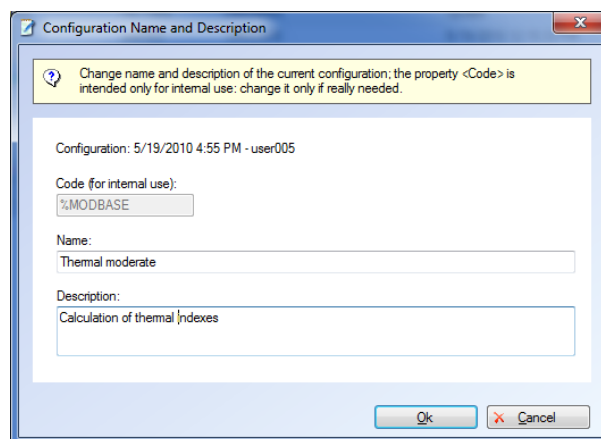 Configuration Name and Description
Change name and description of the current configuration; the property <Code> is
intended only for internal use: change it only if really needed.
Configuration: 5/19/2010 4:55 PM - user005
Code (for internal use):
%MODBASE
Name:
Thermal moderate
Description:
Calculation of thermal indexes
Ok
Cancel